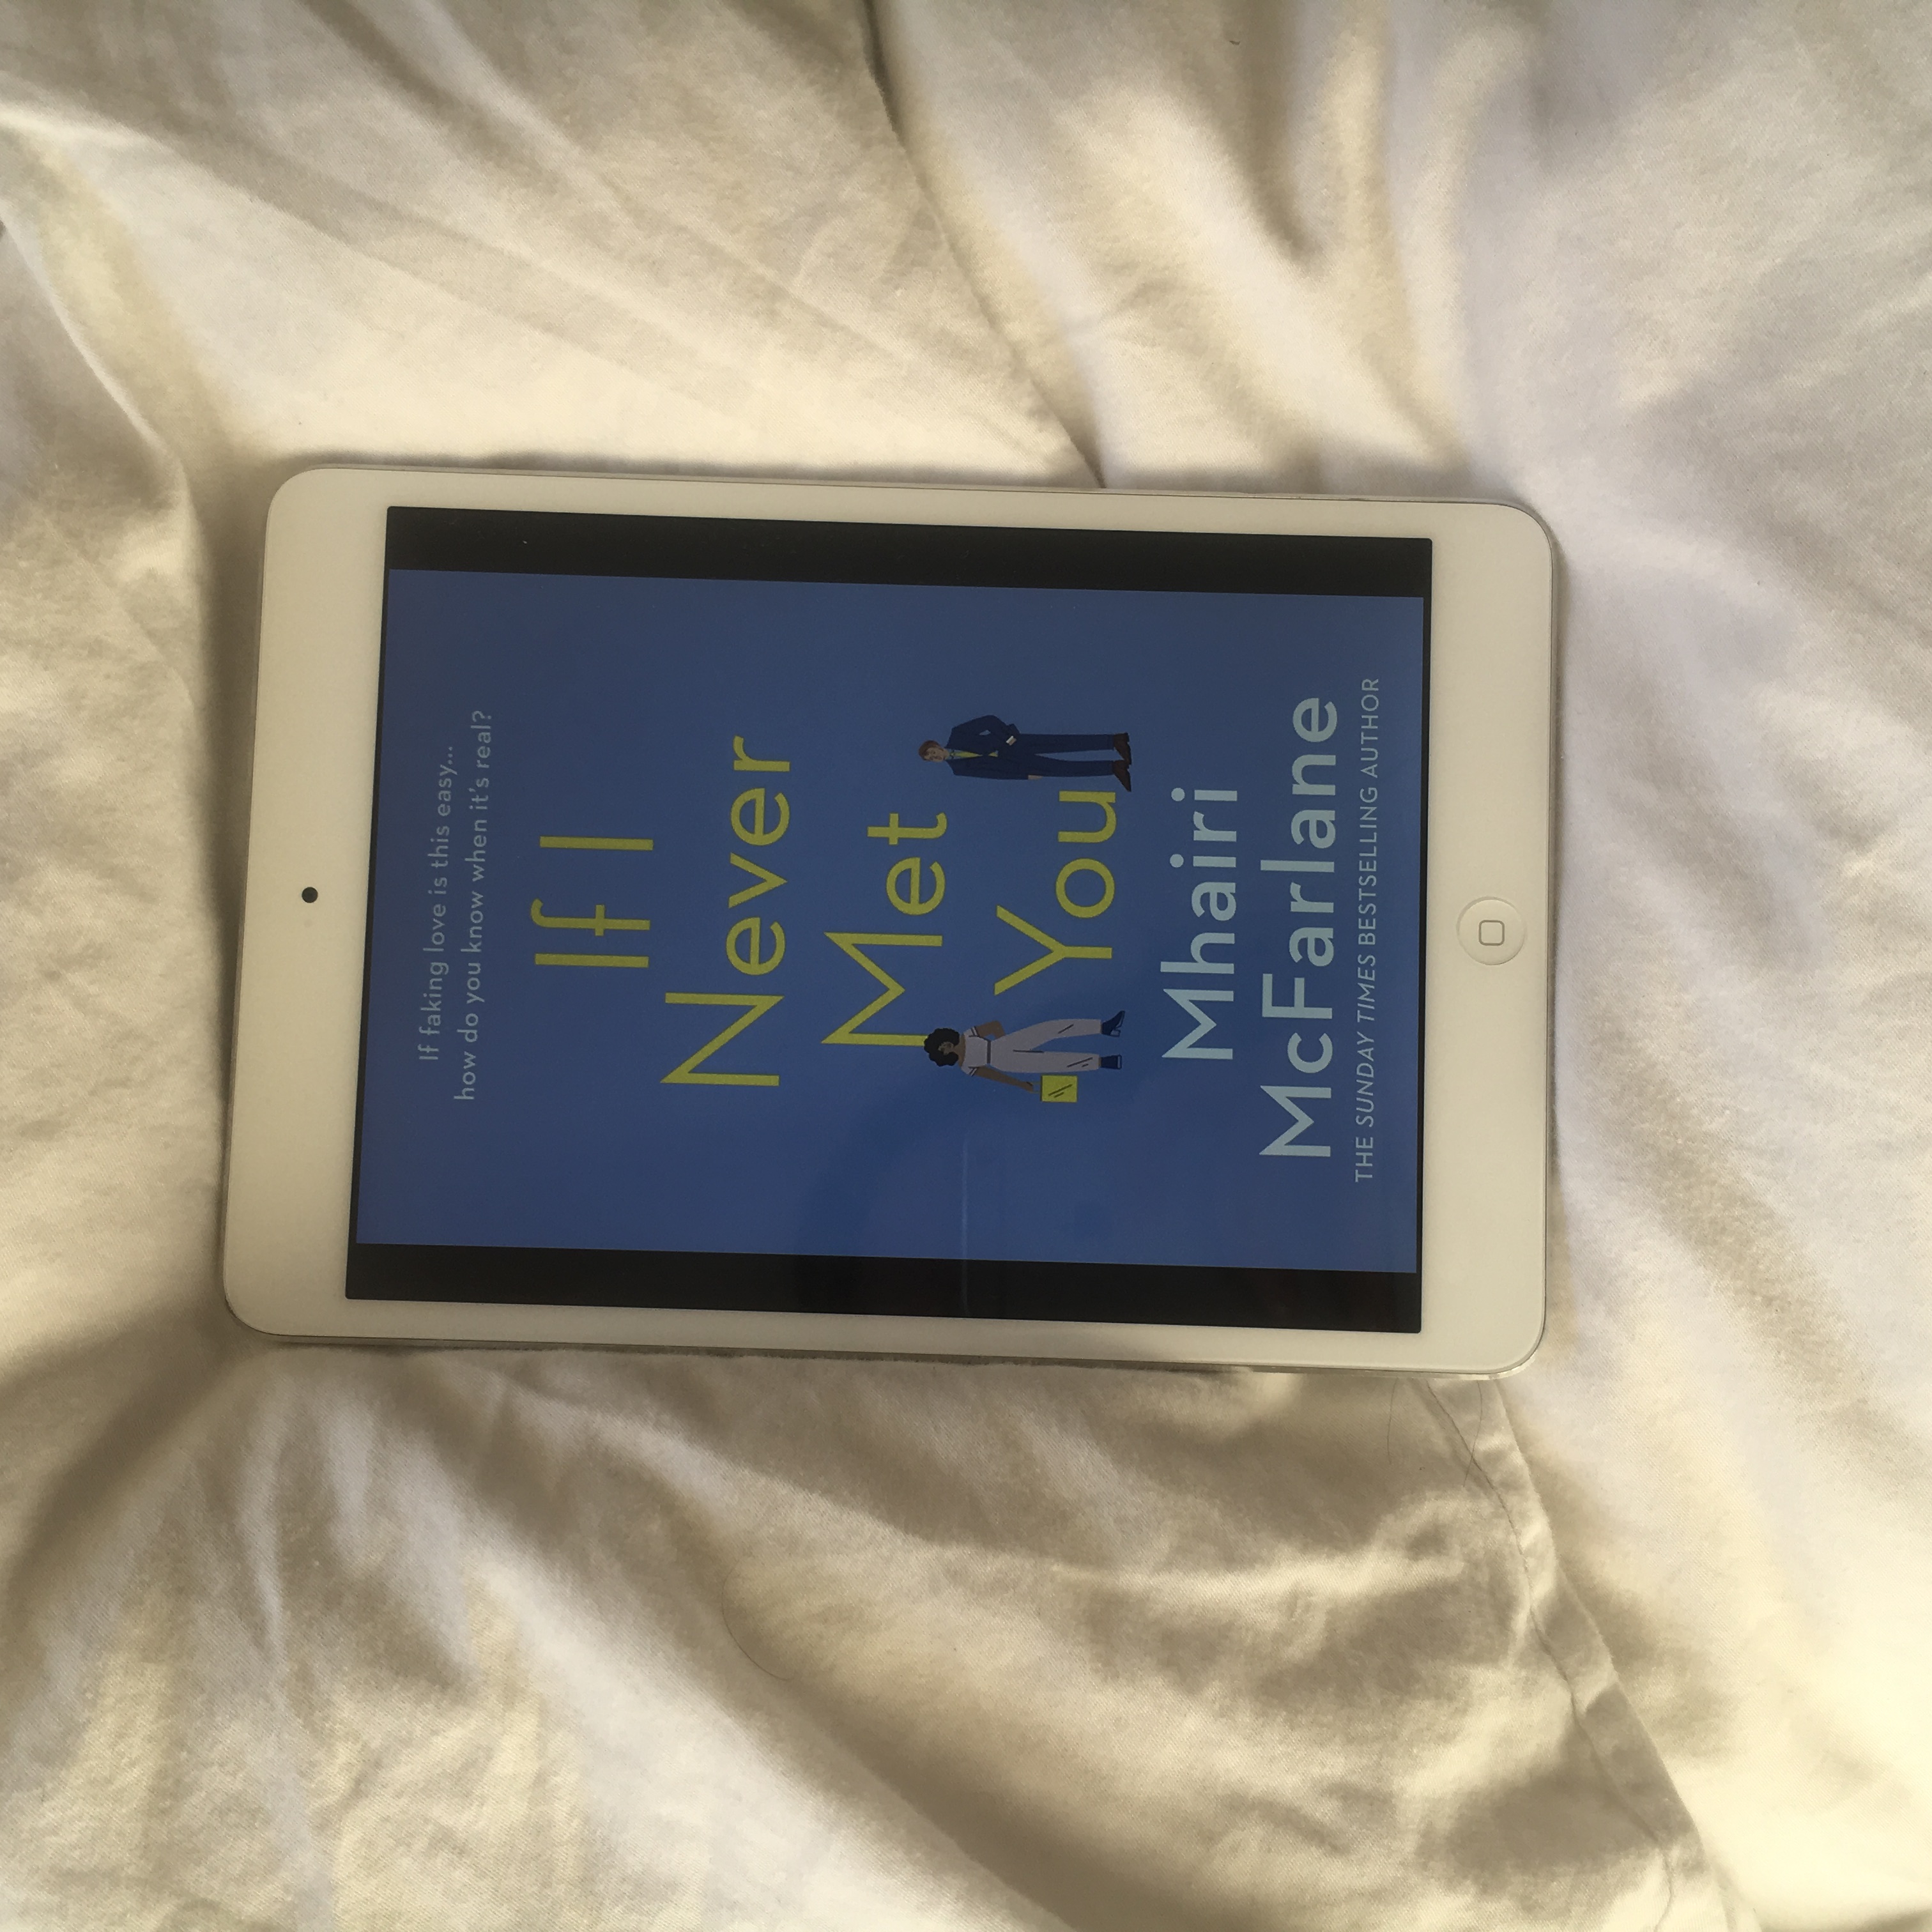 If faking love is this easy...
how do you know when it's real?
If I
Never
Met
You
Mhairi
McFarlane
THE SUNDAY TIMES BESTSELLING AUTHOR